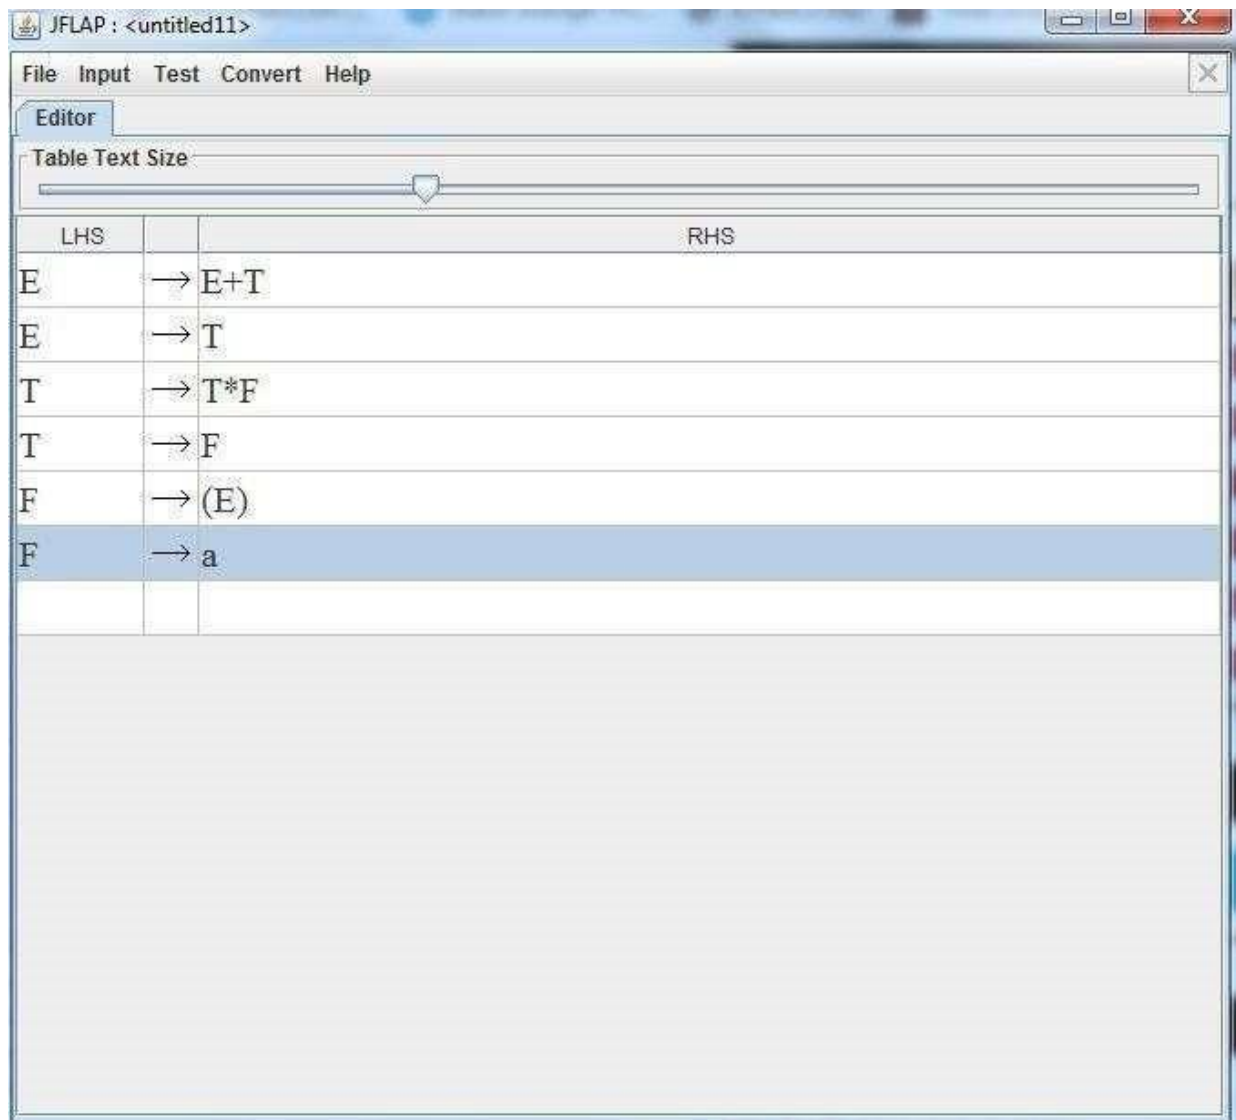 JFLAP : <untitled11>
File Input Test Convert Help
Editor
Table Text Size
LHS RHS
E → E+T
E → T
T → T*F
T → F
F → (E)
F → a